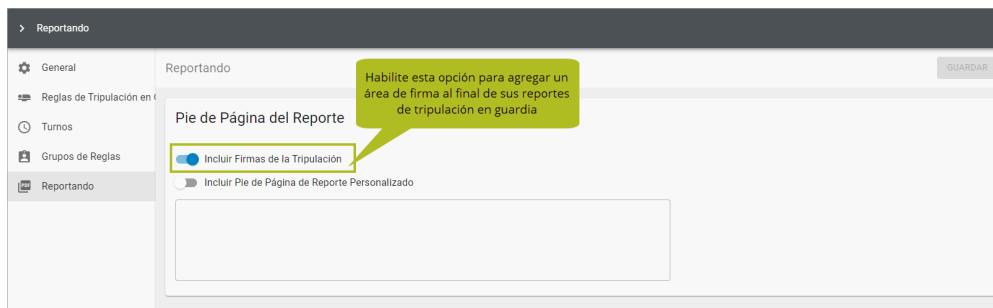 Reportando
General
Reglas de Tripulación en
Turnos
Grupos de Reglas
Reportando
Reportando
GUARDAR
Habilite esta opción para agregar un
área de firma al final de sus reportes
de tripulación en guardia
Pie de Página del Reporte
Incluir Firmas de la Tripulación
Incluir Pie de Página de Reporte Personalizado